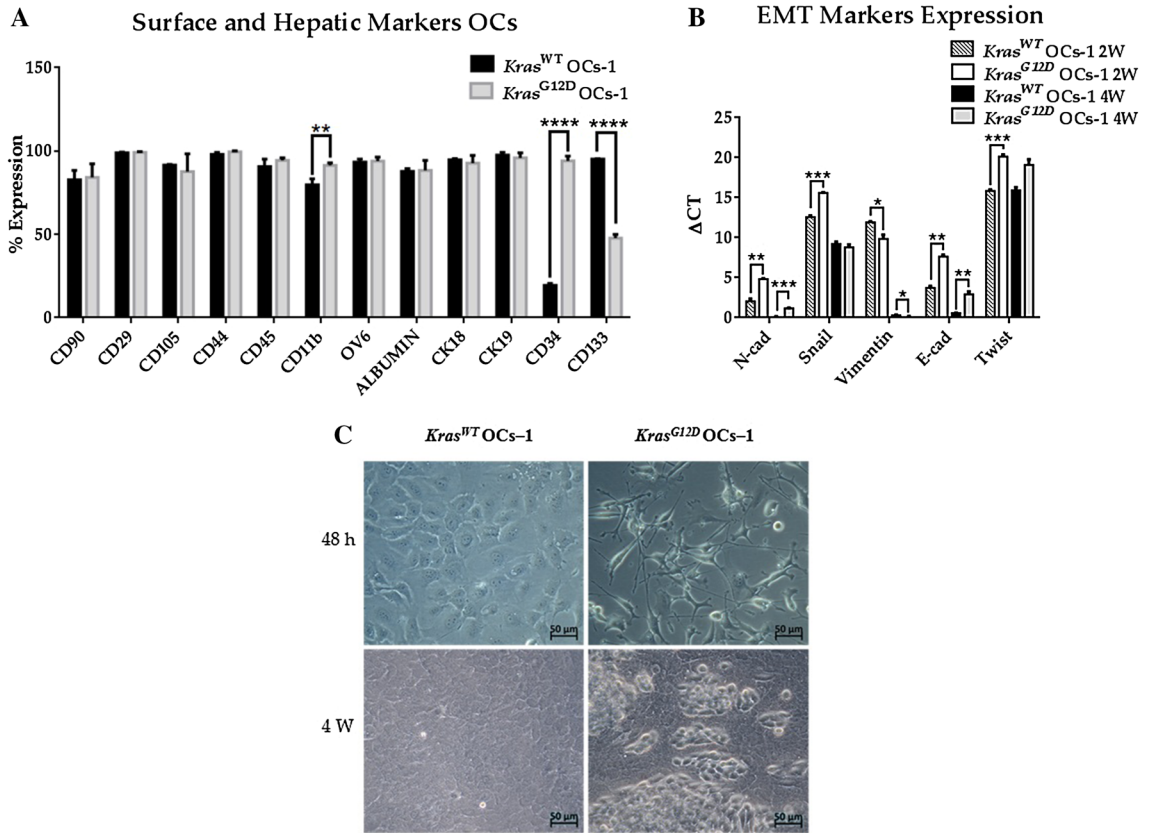 A
Surface and Hepatic Markers OCs
Kras^WT OCs-1
Kras^G12D OCs-1
% Expression
150
100
50
0
**
****
****
CD90
CD29
CD105
CD44
CD45
CD11b
OV6
ALBUMIN
CK18
CK19
CD34
CD133
B
EMT Markers Expression
Kras^WT OCs-1 2W
Kras^G12D OCs-1 2W
Kras^WT OCs-1 4W
Kras^G12D OCs-1 4W
ΔCT
25
20
15
10
5
0
**
***
***
*
*
**
**
***
N-cad
Snail
Vimentin
E-cad
Twist
C
Kras^WT OCs–1
Kras^G12D OCs–1
48 h
50 µm
50 µm
4 W
50 µm
50 µm